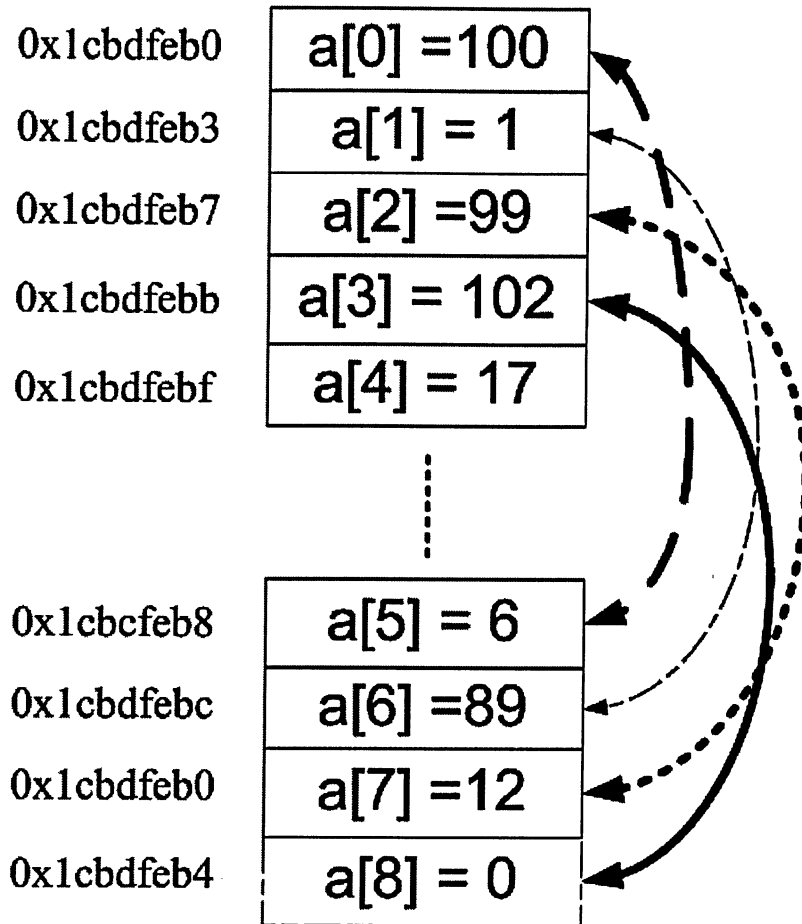 0x1cbdfeb0 a[0] =100
0x1cbdfeb3 a[1] = 1
0x1cbdfeb7 a[2] =99
0x1cbdfebb a[3] = 102
0x1cbdfebf a[4] = 17
0x1cbcfeb8 a[5] = 6
0x1cbdfebc a[6] =89
0x1cbdfeb0 a[7] =12
0x1cbdfeb4 a[8] = 0